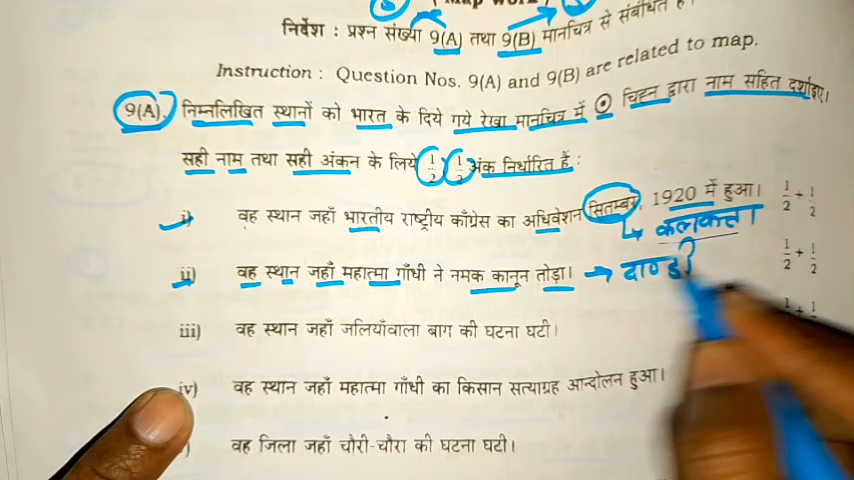 ( Map work )
निर्देश : प्रश्न संख्या 9(A) तथा 9(B) मानचित्र से संबंधित हैं।
Instruction : Question Nos. 9(A) and 9(B) are related to map.
9(A). निम्नलिखित स्थानों को भारत के दिये गये रेखा मानचित्र में ⊙ चिह्न द्वारा नाम सहित दर्शाइए।
सही नाम तथा सही अंकन के लिये 1/2, 1/2 अंक निर्धारित हैं :
i) वह स्थान जहाँ भारतीय राष्ट्रीय काँग्रेस का अधिवेशन सितम्बर, 1920 में हुआ। 1/2 + 1/2
→ कलकत्ता
ii) वह स्थान जहाँ महात्मा गाँधी ने नमक कानून तोड़ा। → दाण्डी 1/2 + 1/2
iii) वह स्थान जहाँ जलियाँवाला बाग की घटना घटी।
iv) वह स्थान जहाँ महात्मा गाँधी का किसान सत्याग्रह आन्दोलन हुआ।
) वह जिला जहाँ चौरी-चौरा की घटना घटी।